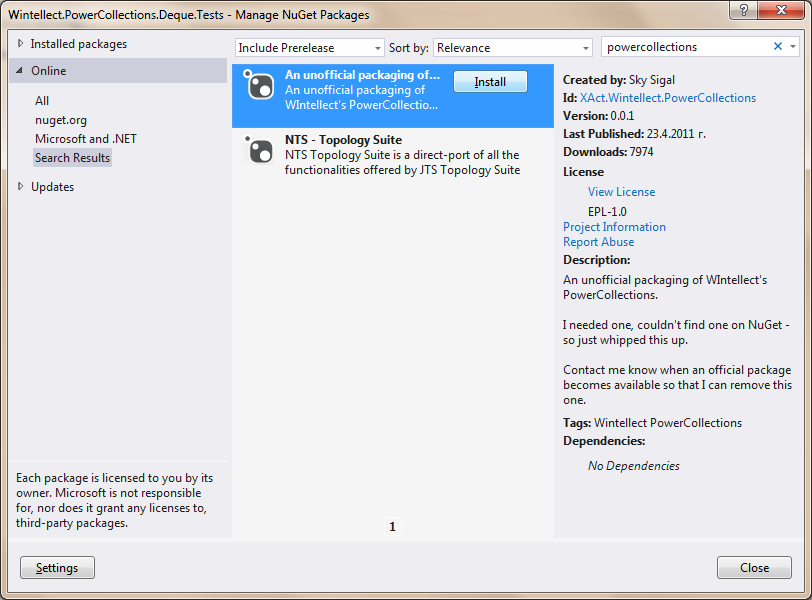 Wintellect.PowerCollections.Deque.Tests - Manage NuGet Packages
?
Installed packages
Online
All
nuget.org
Microsoft and .NET
Search Results
Updates
Each package is licensed to you by its
owner. Microsoft is not responsible
for, nor does it grant any licenses to,
third-party packages.
Settings
Include Prerelease
Sort by:
Relevance
powercollections
An unofficial packaging of...
An unofficial packaging of
WIntellect's PowerCollectio...
Install
NTS - Topology Suite
NTS Topology Suite is a direct-port of all the
functionalities offered by JTS Topology Suite
1
Created by: Sky Sigal
Id: XAct.Wintellect.PowerCollections
Version: 0.0.1
Last Published: 23.4.2011 г.
Downloads: 7974
License
View License
EPL-1.0
Project Information
Report Abuse
Description:
An unofficial packaging of WIntellect's
PowerCollections.
I needed one, couldn't find one on NuGet -
so just whipped this up.
Contact me know when an official package
becomes available so that I can remove this
one.
Tags: Wintellect PowerCollections
Dependencies:
No Dependencies
Close